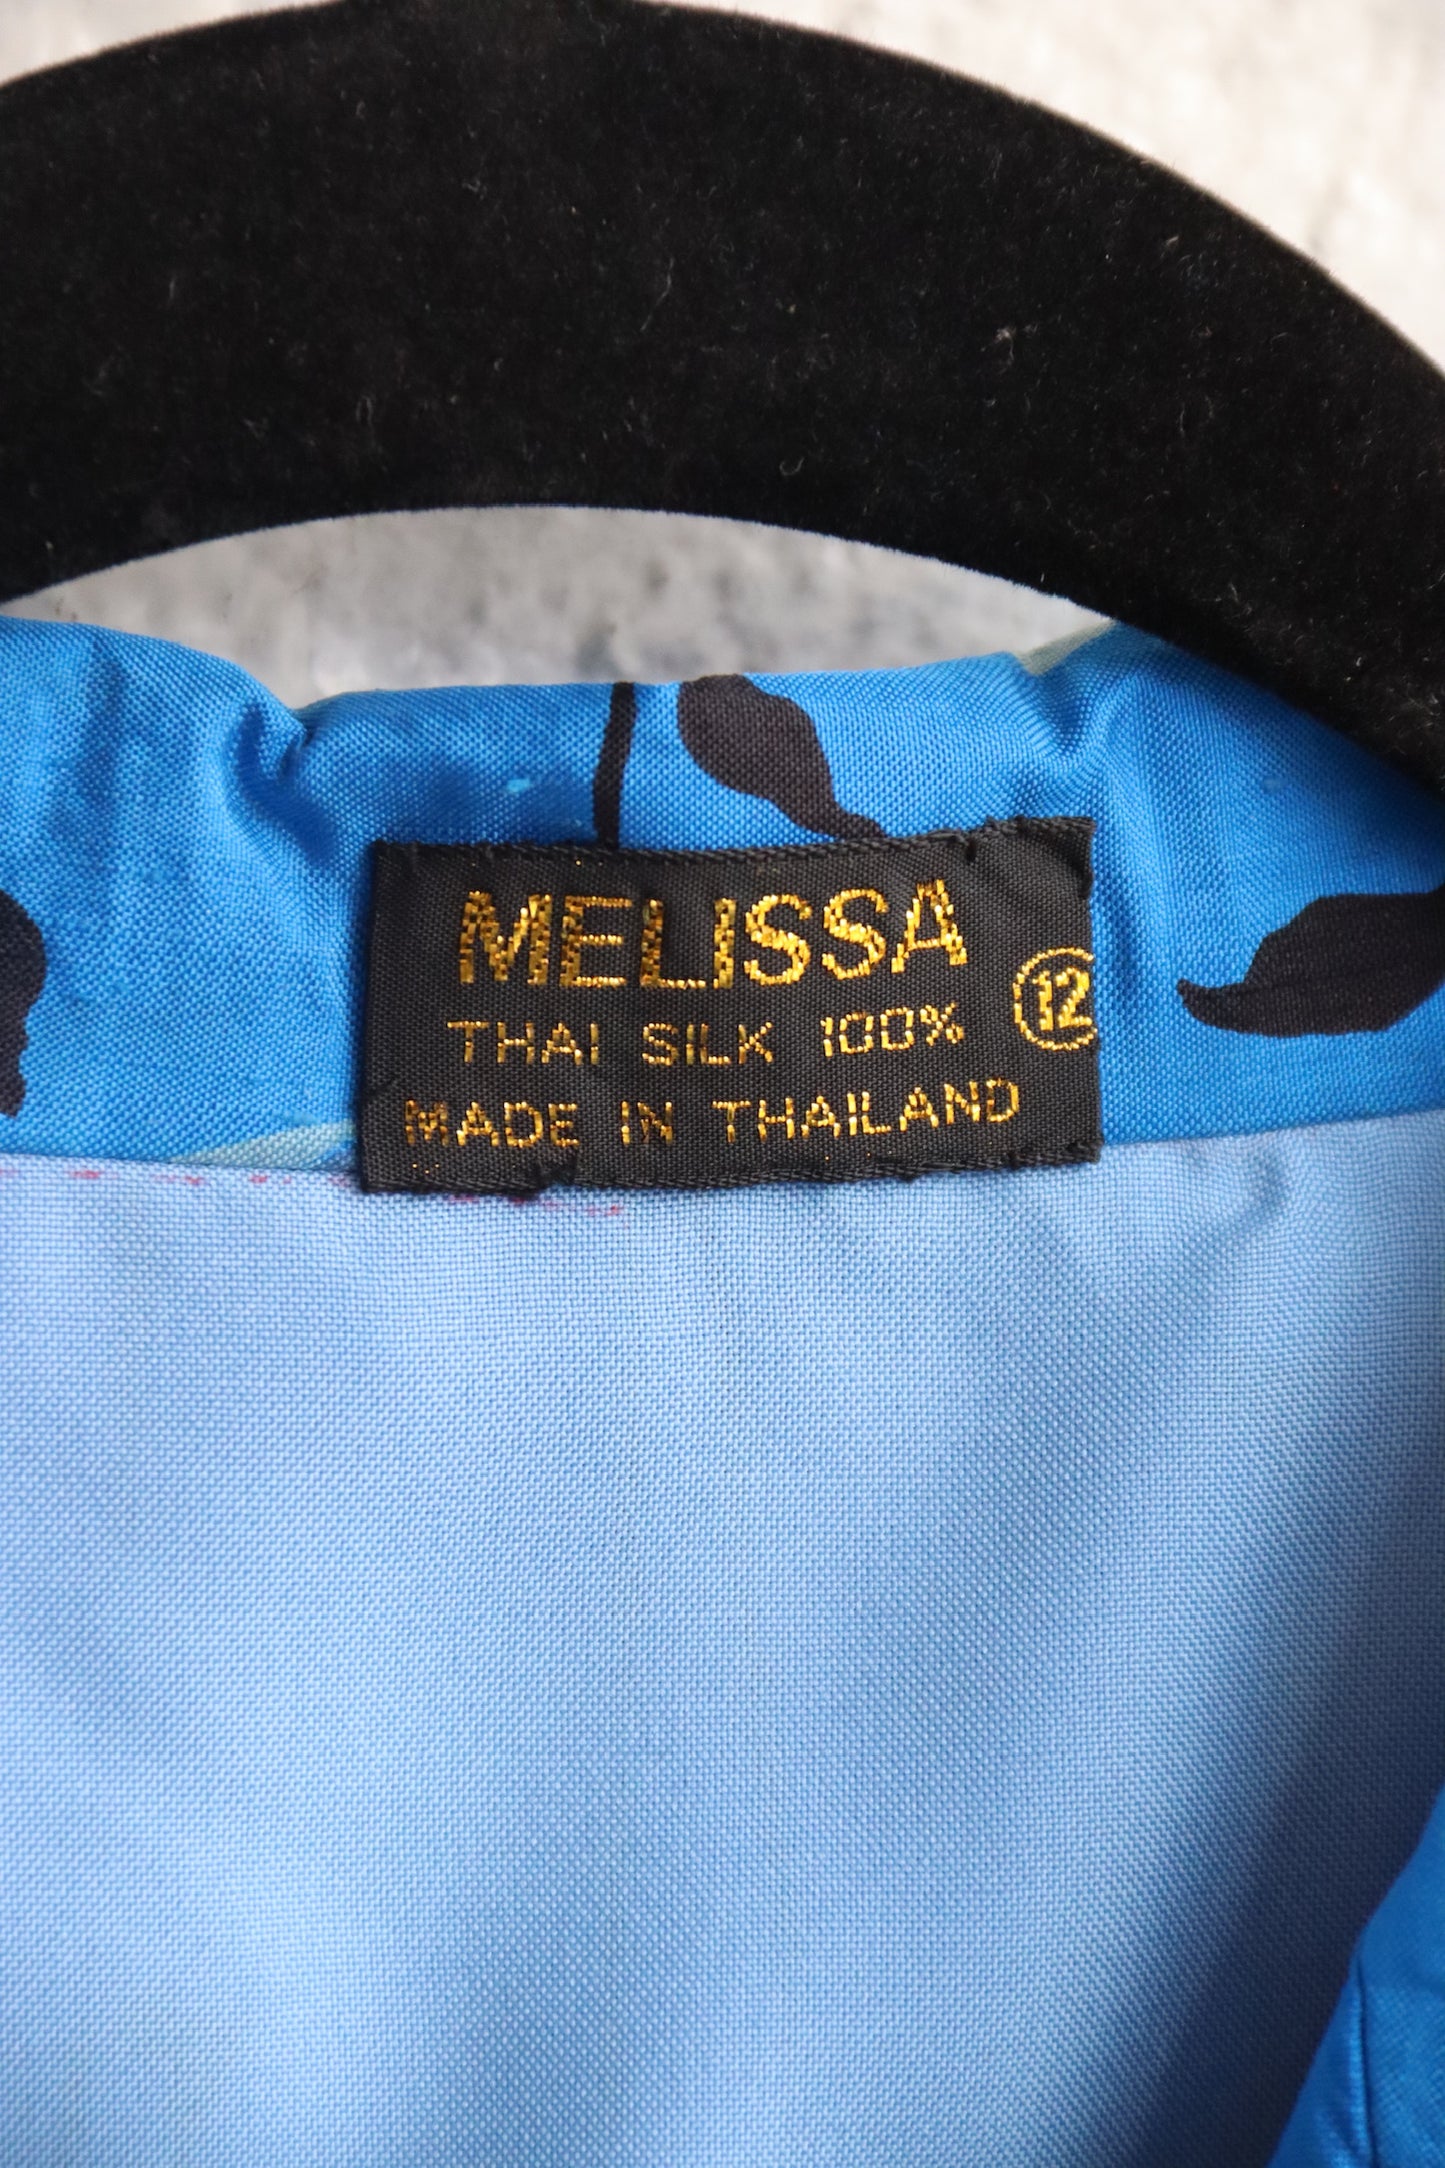 MELISSA
THAI SILK 100% 12
MADE IN THAILAND